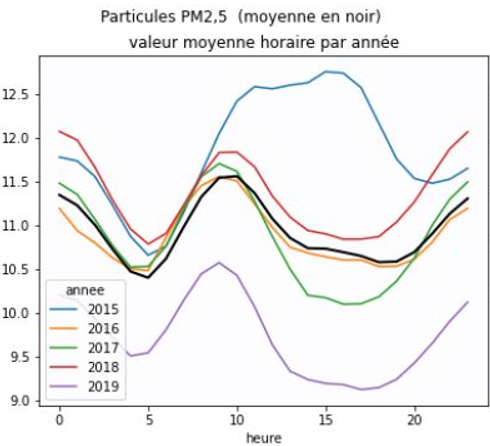 Particules PM2,5 (moyenne en noir)
valeur moyenne horaire par année
12.5
12.0
11.5
11.0
10.5
10.0
9.5
9.0
annee
2015
2016
2017
2018
2019
0 5 10 15 20
heure